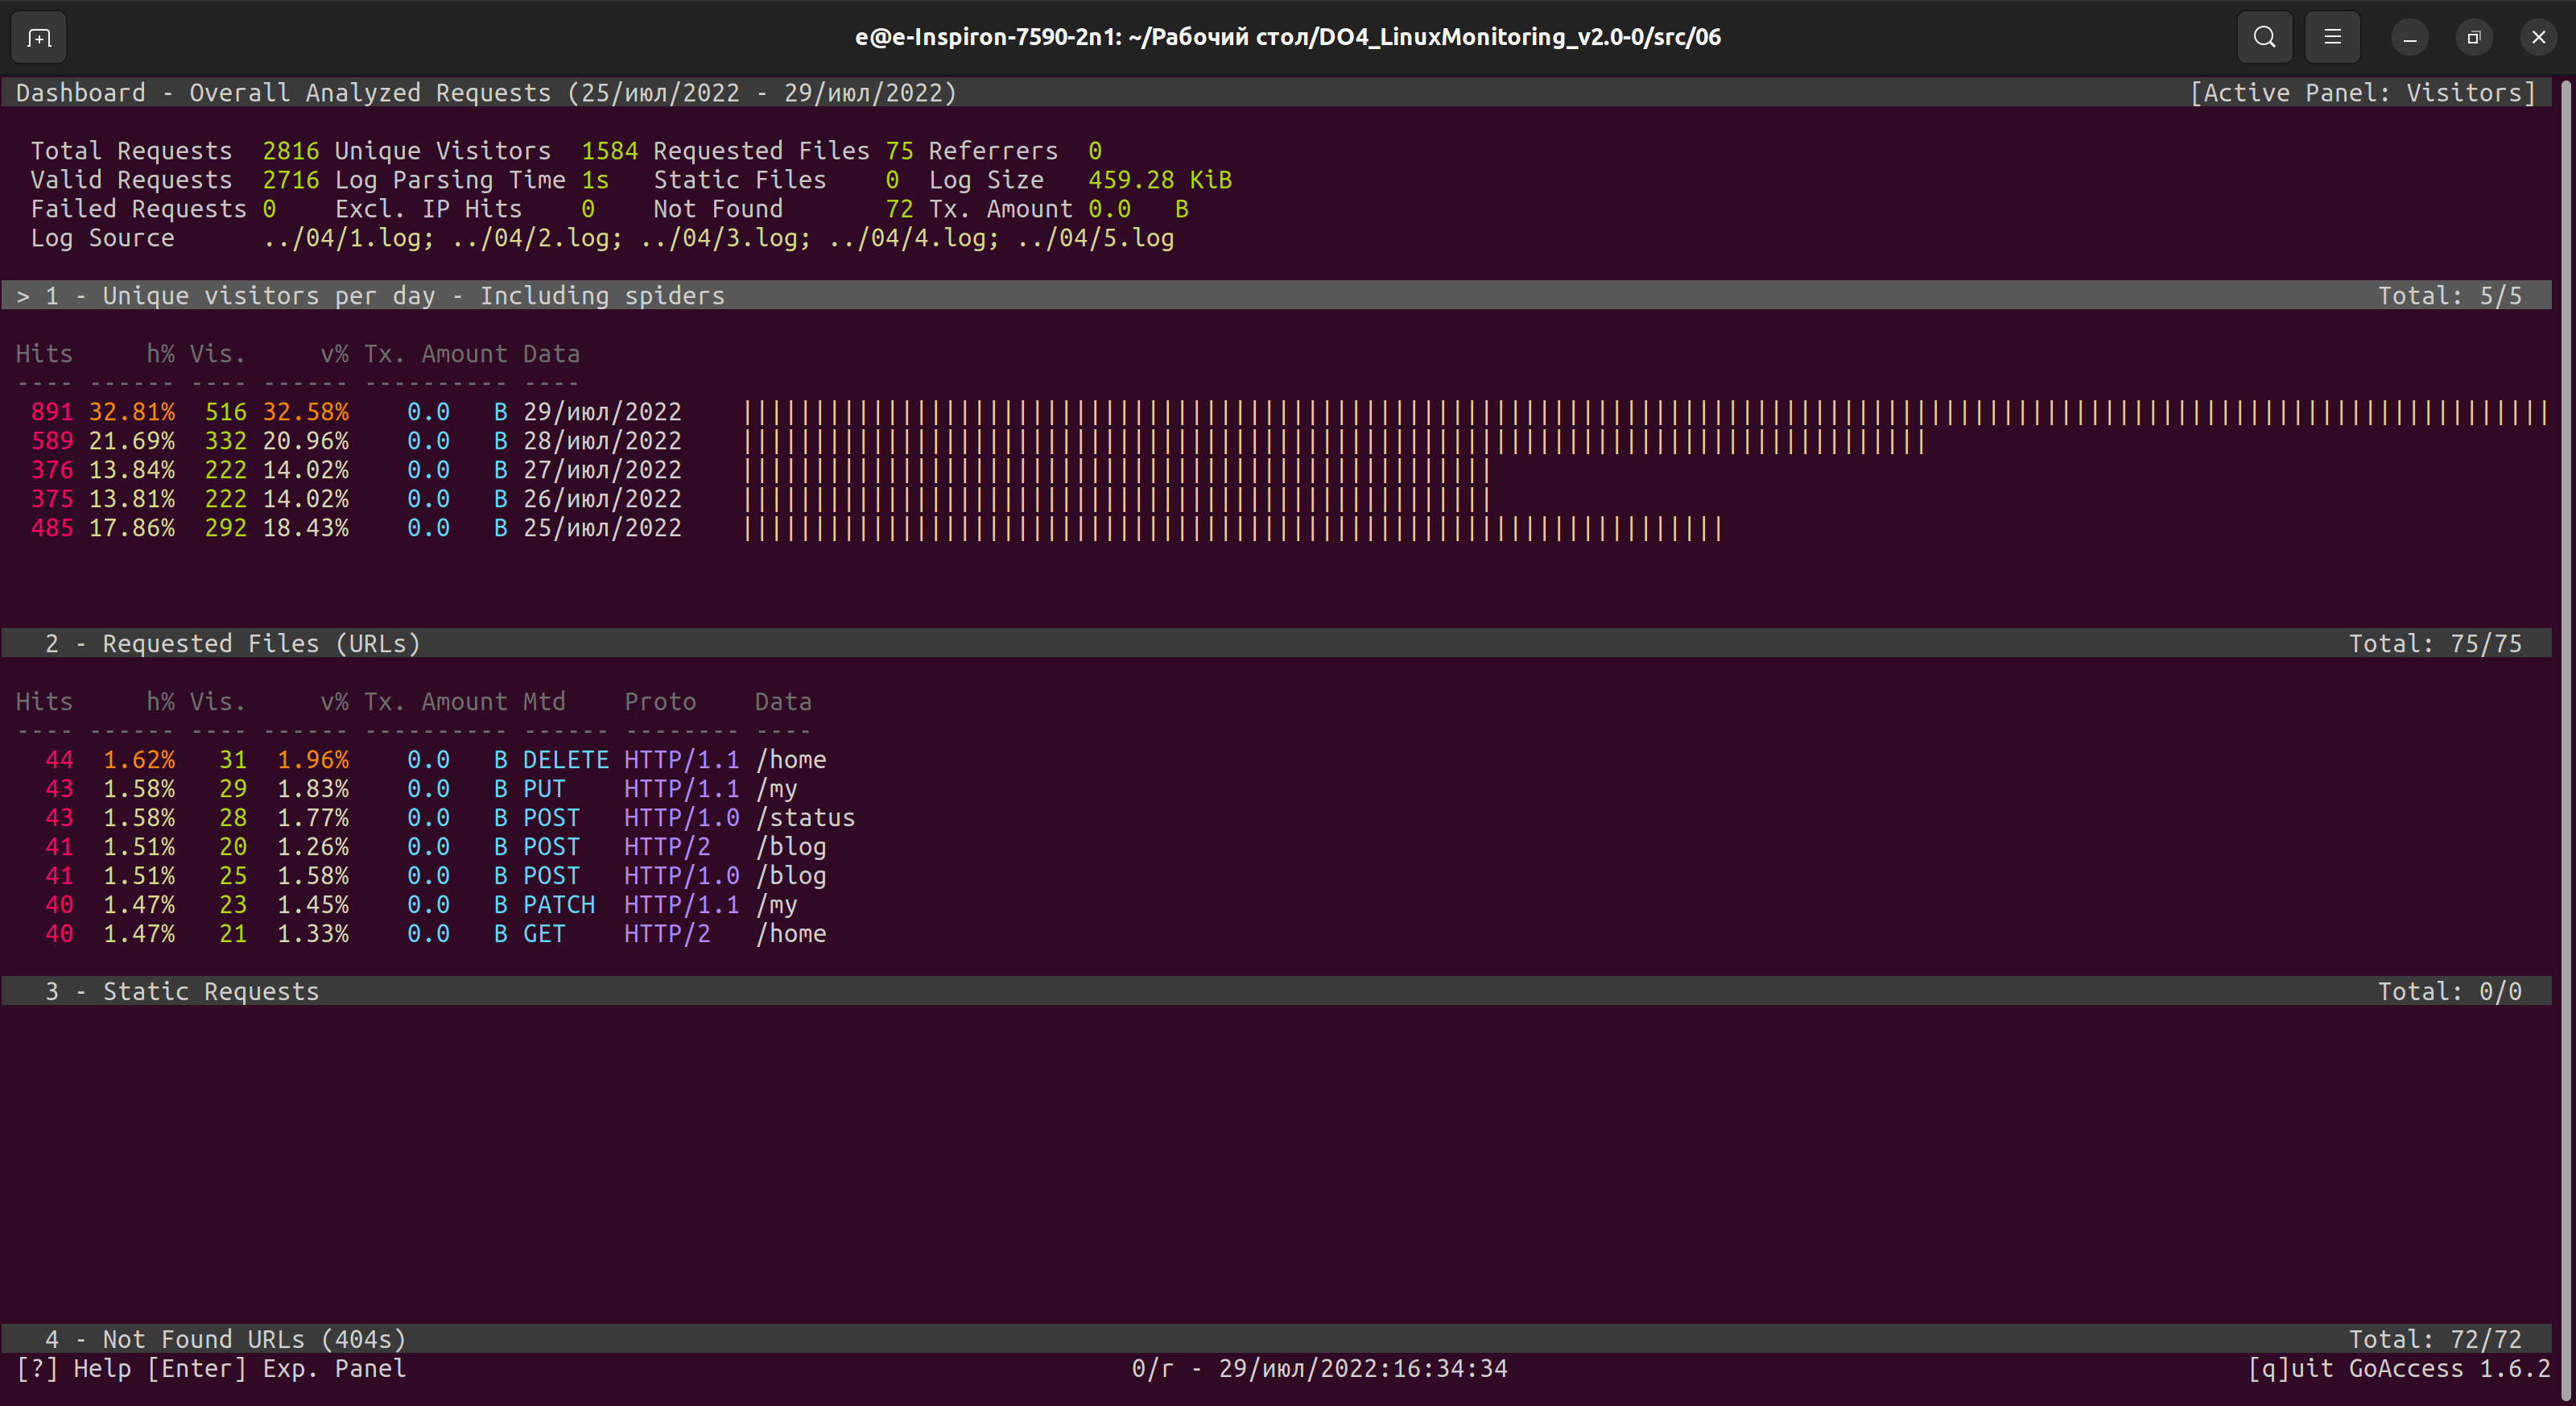 e@e-Inspiron-7590-2n1: ~/Рабочий стол/DO4_LinuxMonitoring_v2.0-0/src/06
Dashboard - Overall Analyzed Requests (25/июл/2022 - 29/июл/2022) [Active Panel: Visitors]
Total Requests 2816 Unique Visitors 1584 Requested Files 75 Referrers 0
Valid Requests 2716 Log Parsing Time 1s Static Files 0 Log Size 459.28 KiB
Failed Requests 0 Excl. IP Hits 0 Not Found 72 Tx. Amount 0.0 B
Log Source ../04/1.log; ../04/2.log; ../04/3.log; ../04/4.log; ../04/5.log
> 1 - Unique visitors per day - Including spiders Total: 5/5
Hits h% Vis. v% Tx. Amount Data
---- ------ ---- ------ ---------- ----
891 32.81% 516 32.58% 0.0 B 29/июл/2022
589 21.69% 332 20.96% 0.0 B 28/июл/2022
376 13.84% 222 14.02% 0.0 B 27/июл/2022
375 13.81% 222 14.02% 0.0 B 26/июл/2022
485 17.86% 292 18.43% 0.0 B 25/июл/2022
2 - Requested Files (URLs) Total: 75/75
Hits h% Vis. v% Tx. Amount Mtd Proto Data
---- ------ ---- ------ ---------- ------ -------- ----
44 1.62% 31 1.96% 0.0 B DELETE HTTP/1.1 /home
43 1.58% 29 1.83% 0.0 B PUT HTTP/1.1 /my
43 1.58% 28 1.77% 0.0 B POST HTTP/1.0 /status
41 1.51% 20 1.26% 0.0 B POST HTTP/2 /blog
41 1.51% 25 1.58% 0.0 B POST HTTP/1.0 /blog
40 1.47% 23 1.45% 0.0 B PATCH HTTP/1.1 /my
40 1.47% 21 1.33% 0.0 B GET HTTP/2 /home
3 - Static Requests Total: 0/0
4 - Not Found URLs (404s) Total: 72/72
[?] Help [Enter] Exp. Panel 0/г - 29/июл/2022:16:34:34 [q]uit GoAccess 1.6.2